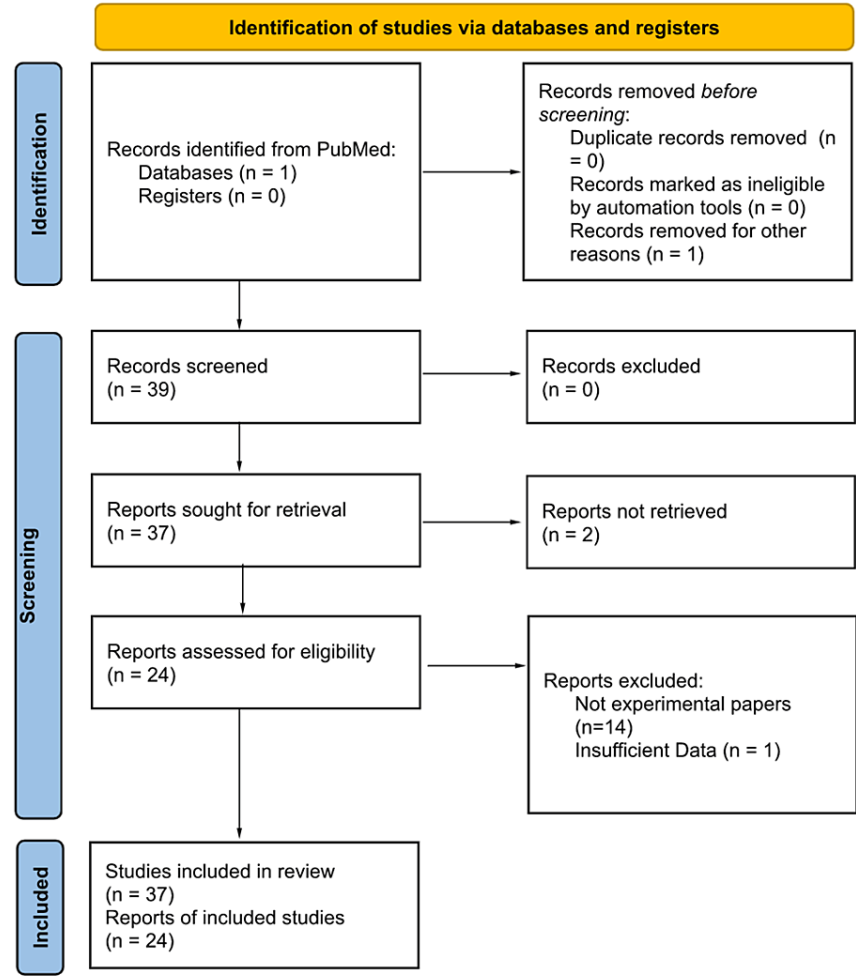 Identification of studies via databases and registers
Identification
Records identified from PubMed:
Databases (n = 1)
Registers (n = 0)
Records removed before
screening:
Duplicate records removed (n
= 0)
Records marked as ineligible
by automation tools (n = 0)
Records removed for other
reasons (n = 1)
Screening
Records screened
(n = 39)
Records excluded
(n = 0)
Reports sought for retrieval
(n = 37)
Reports not retrieved
(n = 2)
Reports assessed for eligibility
(n = 24)
Reports excluded:
Not experimental papers
(n=14)
Insufficient Data (n = 1)
Included
Studies included in review
(n = 37)
Reports of included studies
(n = 24)